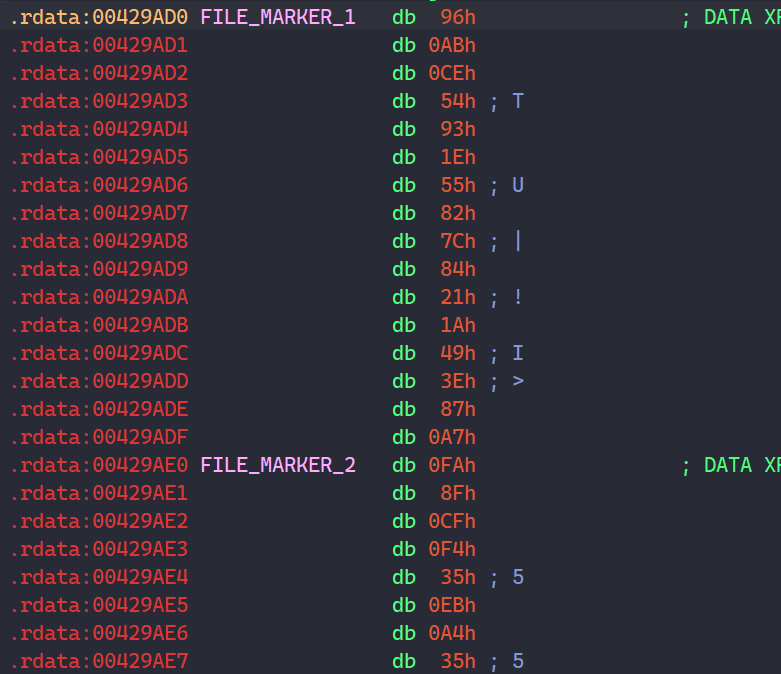 .rdata:00429AD0 FILE_MARKER_1 db 96h ; DATA XR
.rdata:00429AD1 db 0ABh
.rdata:00429AD2 db 0CEh
.rdata:00429AD3 db 54h ; T
.rdata:00429AD4 db 93h
.rdata:00429AD5 db 1Eh
.rdata:00429AD6 db 55h ; U
.rdata:00429AD7 db 82h
.rdata:00429AD8 db 7Ch ; |
.rdata:00429AD9 db 84h
.rdata:00429ADA db 21h ; !
.rdata:00429ADB db 1Ah
.rdata:00429ADC db 49h ; I
.rdata:00429ADD db 3Eh ; >
.rdata:00429ADE db 87h
.rdata:00429ADF db 0A7h
.rdata:00429AE0 FILE_MARKER_2 db 0FAh ; DATA XR
.rdata:00429AE1 db 8Fh
.rdata:00429AE2 db 0CFh
.rdata:00429AE3 db 0F4h
.rdata:00429AE4 db 35h ; 5
.rdata:00429AE5 db 0EBh
.rdata:00429AE6 db 0A4h
.rdata:00429AE7 db 35h ; 5